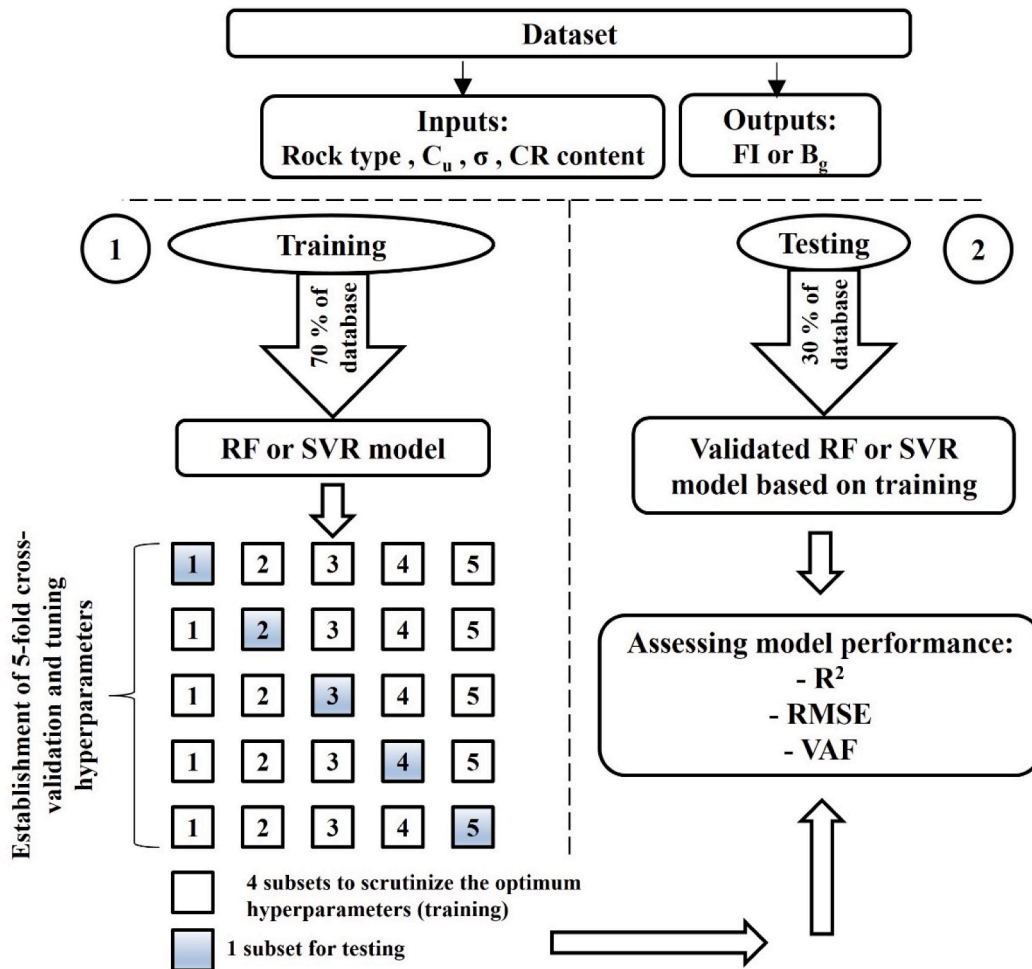 Dataset
Inputs:
Rock type , Cᵤ , σ , CR content
Outputs:
FI or B_g
1
Training
70 % of
database
RF or SVR model
Establishment of 5-fold cross-
validation and tuning
hyperparameters
1 2 3 4 5
1 2 3 4 5
1 2 3 4 5
1 2 3 4 5
1 2 3 4 5
4 subsets to scrutinize the optimum
hyperparameters (training)
1 subset for testing
Testing
2
30 % of
database
Validated RF or SVR
model based on training
Assessing model performance:
- R²
- RMSE
- VAF